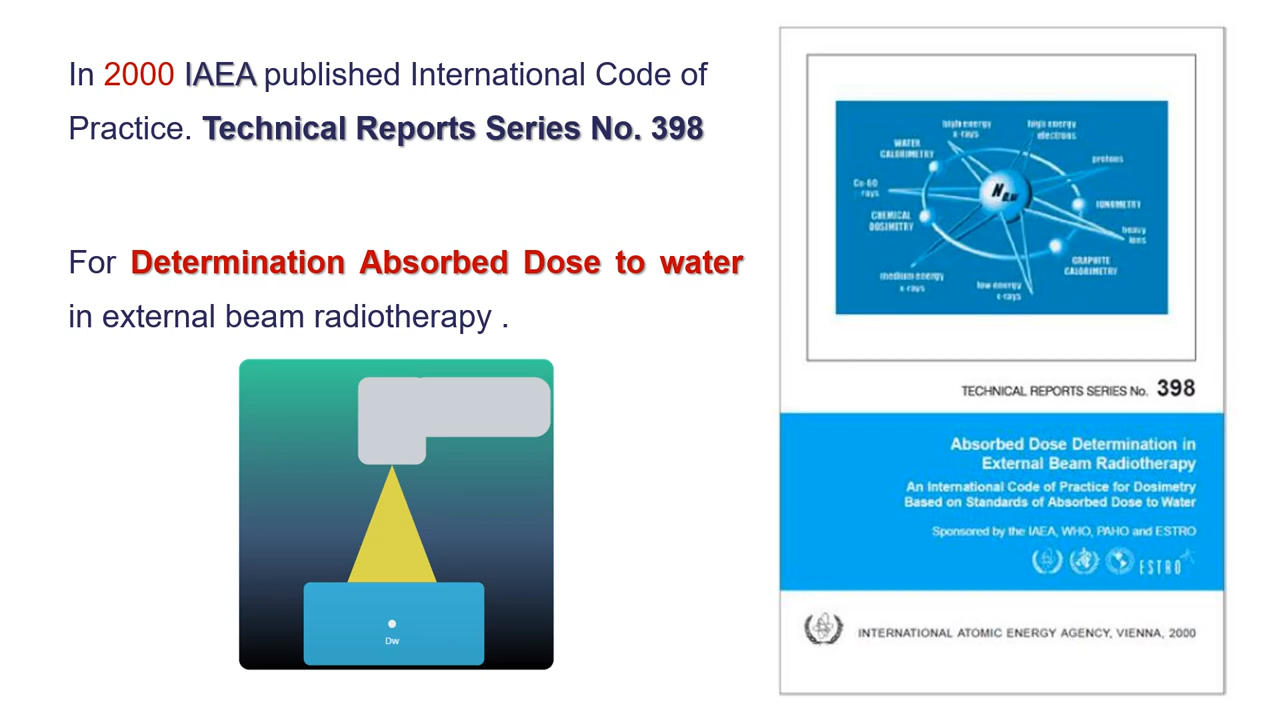 In 2000 IAEA published International Code of
Practice. Technical Reports Series No. 398
For Determination Absorbed Dose to water
in external beam radiotherapy .
Dw
high energy
x-rays
high energy
electrons
WATER
CALORIMETRY
protons
Co-60
rays
IONOMETRY
CHEMICAL
DOSIMETRY
heavy
ions
GRAPHITE
CALORIMETRY
medium energy
x-rays
low energy
x-rays
TECHNICAL REPORTS SERIES No. 398
Absorbed Dose Determination in
External Beam Radiotherapy
An International Code of Practice for Dosimetry
Based on Standards of Absorbed Dose to Water
Sponsored by the IAEA, WHO, PAHO and ESTRO
ESTRO
INTERNATIONAL ATOMIC ENERGY AGENCY, VIENNA, 2000